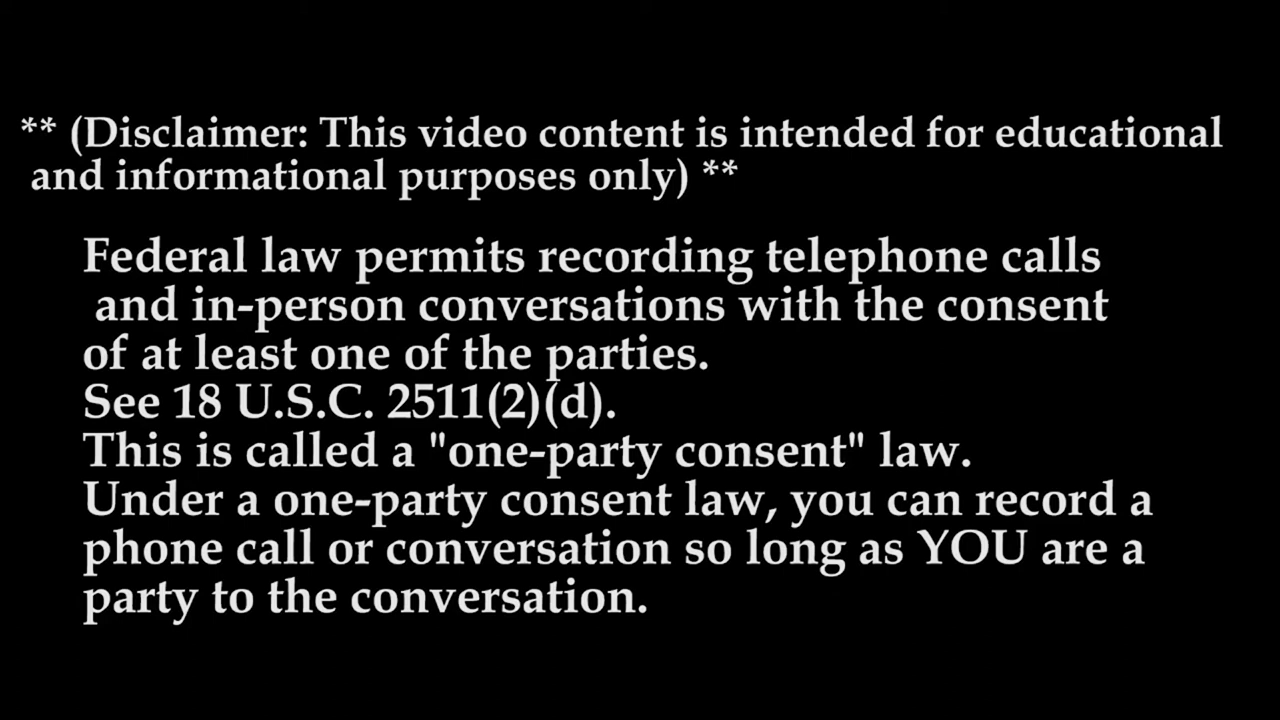 ** (Disclaimer: This video content is intended for educational
and informational purposes only) **
Federal law permits recording telephone calls
and in-person conversations with the consent
of at least one of the parties.
See 18 U.S.C. 2511(2)(d).
This is called a "one-party consent" law.
Under a one-party consent law, you can record a
phone call or conversation so long as YOU are a
party to the conversation.